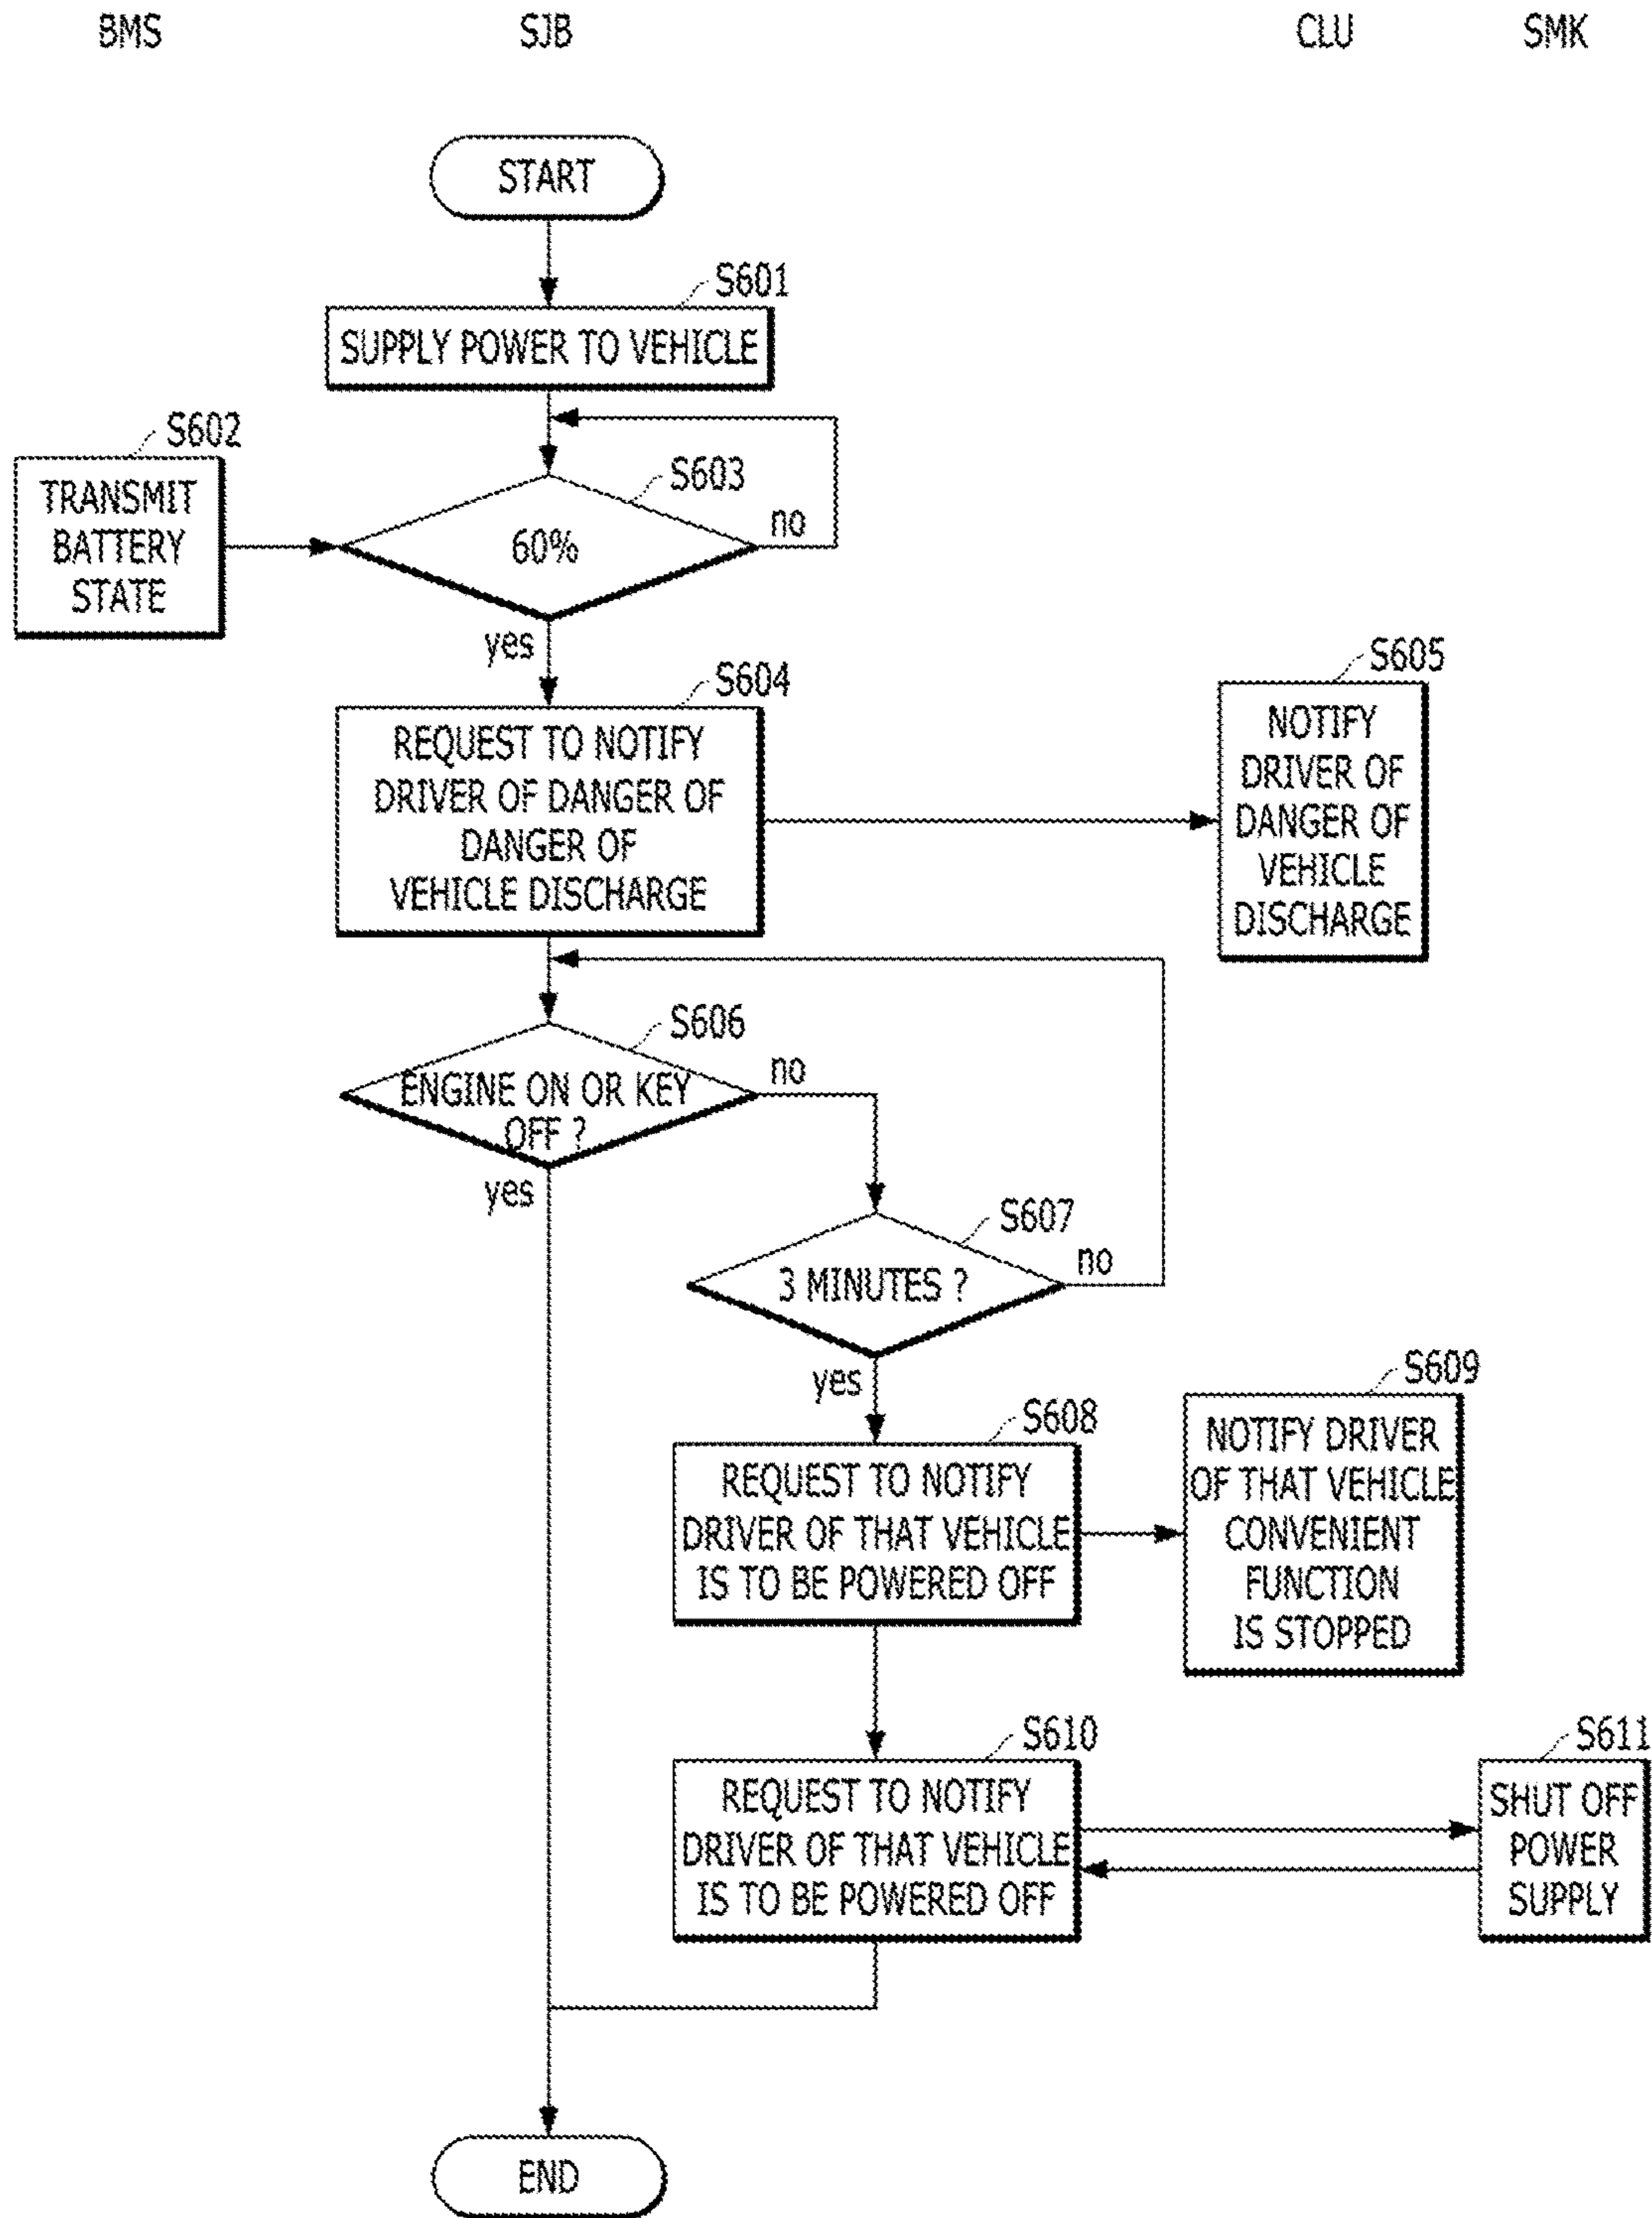 BMS
SJB
CLU
SMK
START
S601
SUPPLY POWER TO VEHICLE
S602
TRANSMIT
BATTERY
STATE
S603
60%
no
yes
S604
REQUEST TO NOTIFY
DRIVER OF DANGER OF
DANGER OF
VEHICLE DISCHARGE
S605
NOTIFY
DRIVER OF
DANGER OF
VEHICLE
DISCHARGE
S606
ENGINE ON OR KEY
OFF ?
no
yes
S607
3 MINUTES ?
no
yes
S608
REQUEST TO NOTIFY
DRIVER OF THAT VEHICLE
IS TO BE POWERED OFF
S609
NOTIFY DRIVER
OF THAT VEHICLE
CONVENIENT
FUNCTION
IS STOPPED
S610
REQUEST TO NOTIFY
DRIVER OF THAT VEHICLE
IS TO BE POWERED OFF
S611
SHUT OFF
POWER
SUPPLY
END